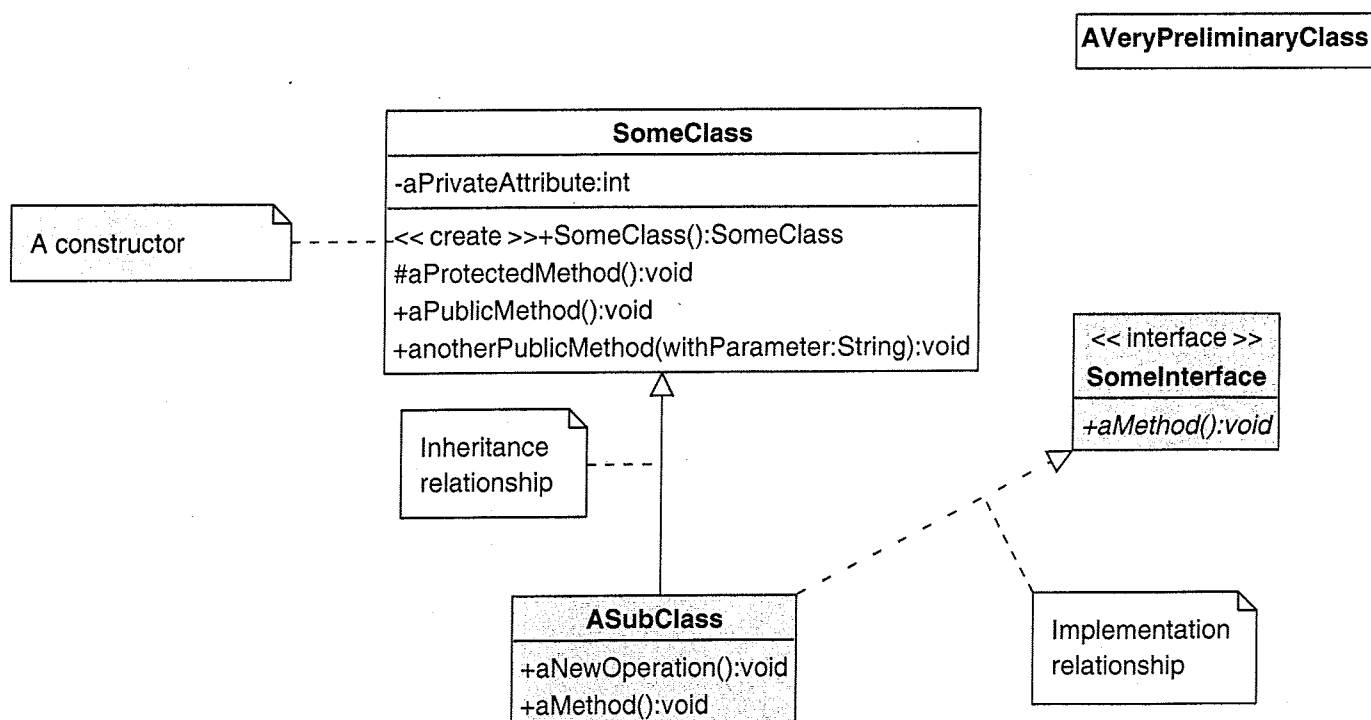 AVeryPreliminaryClass
SomeClass
-aPrivateAttribute:int
A constructor
<< create >>+SomeClass():SomeClass
#aProtectedMethod():void
+aPublicMethod():void
+anotherPublicMethod(withParameter:String):void
<< interface >>
SomeInterface
+aMethod():void
Inheritance
relationship
ASubClass
+aNewOperation():void
+aMethod():void
Implementation
relationship